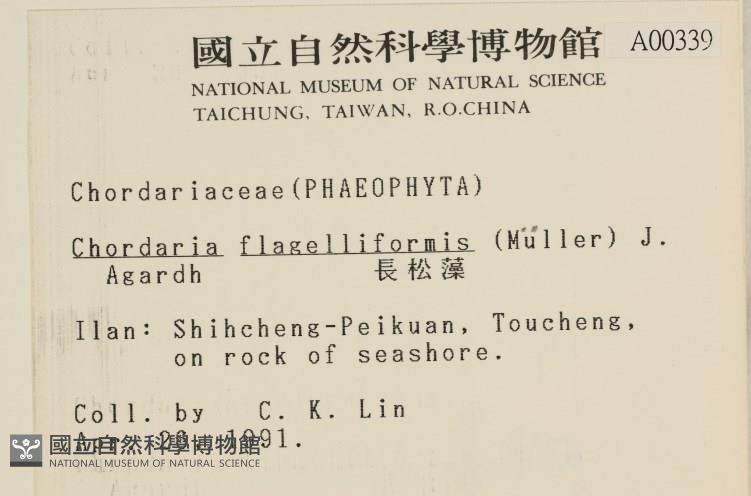 國立自然科學博物館 A00339
NATIONAL MUSEUM OF NATURAL SCIENCE
TAICHUNG, TAIWAN, R.O.CHINA
Chordariaceae(PHAEOPHYTA)
Chordaria flagelliformis (Müller) J.
Agardh 長松藻
Ilan: Shihcheng-Peikuan, Toucheng,
on rock of seashore.
Coll. by C. K. Lin
1991.
國立自然科學博物館
NATIONAL MUSEUM OF NATURAL SCIENCE